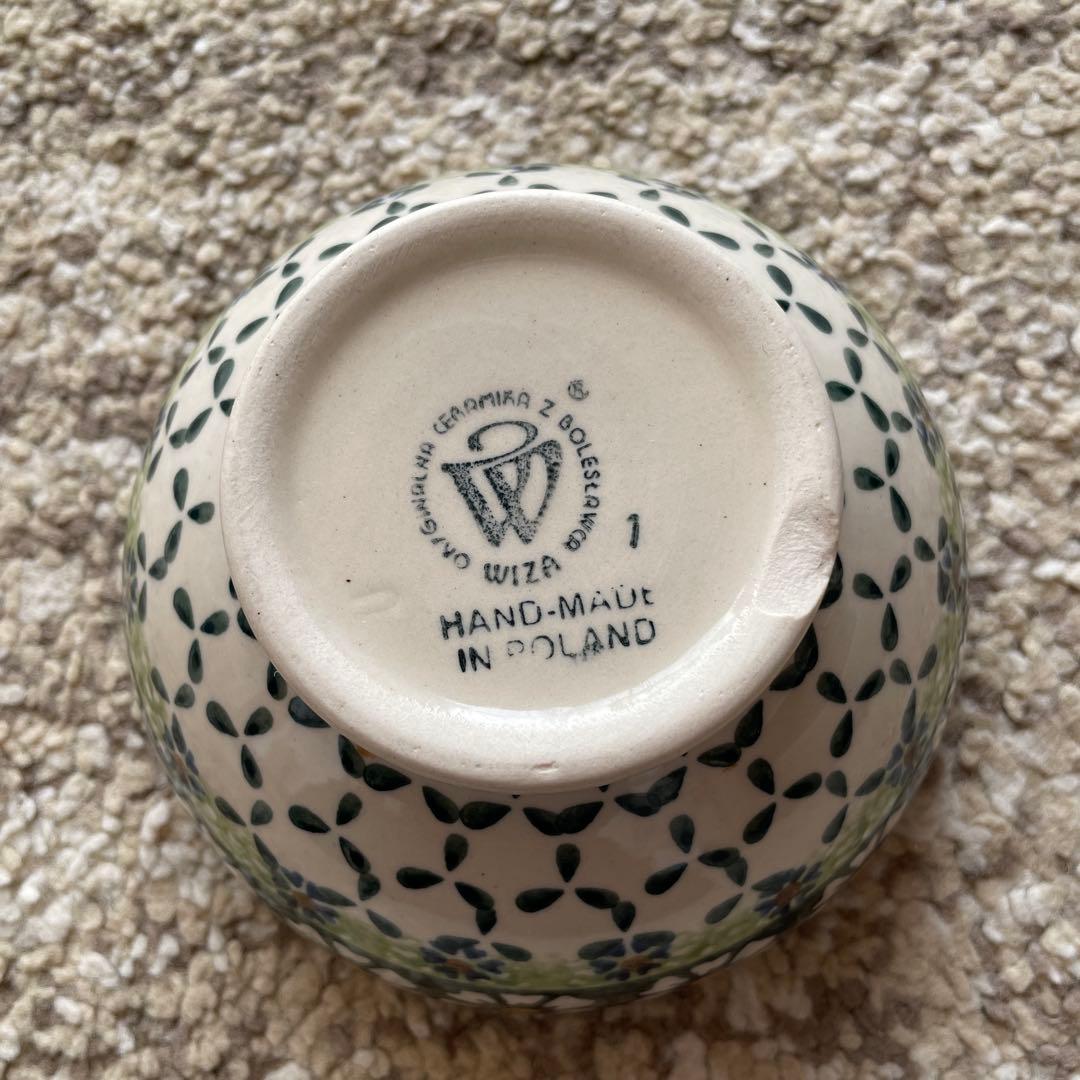 ORYGINALNA CERAMIKA Z BOLESŁAWCA ®
WIZA
1
HAND-MADE
IN POLAND